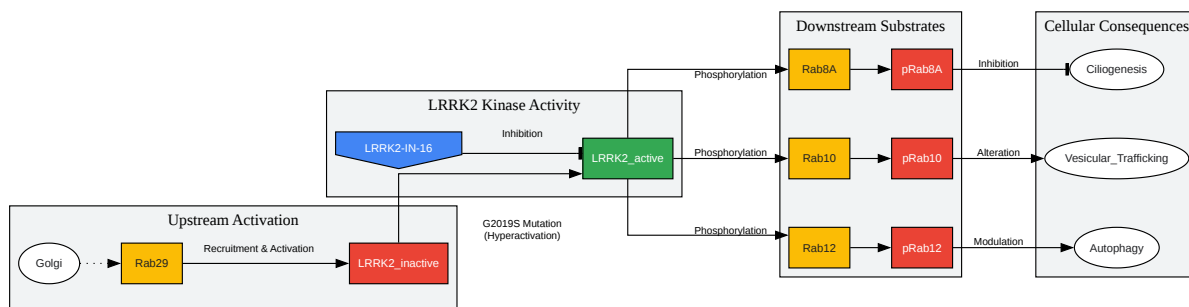 Downstream Substrates
Cellular Consequences
Rab8A
pRab8A
Inhibition
Ciliogenesis
Phosphorylation
LRRK2 Kinase Activity
LRRK2-IN-16
Inhibition
LRRK2_active
Phosphorylation
Rab10
pRab10
Alteration
Vesicular_Trafficking
G2019S Mutation
(Hyperactivation)
Phosphorylation
Rab12
pRab12
Modulation
Autophagy
Upstream Activation
Golgi
Rab29
Recruitment & Activation
LRRK2_inactive